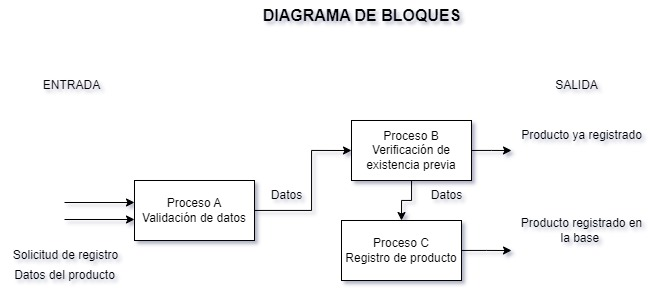 DIAGRAMA DE BLOQUES
ENTRADA
SALIDA
Proceso B
Verificación de
existencia previa
Producto ya registrado
Proceso A
Validación de datos
Datos
Datos
Proceso C
Registro de producto
Producto registrado en
la base
Solicitud de registro
Datos del producto